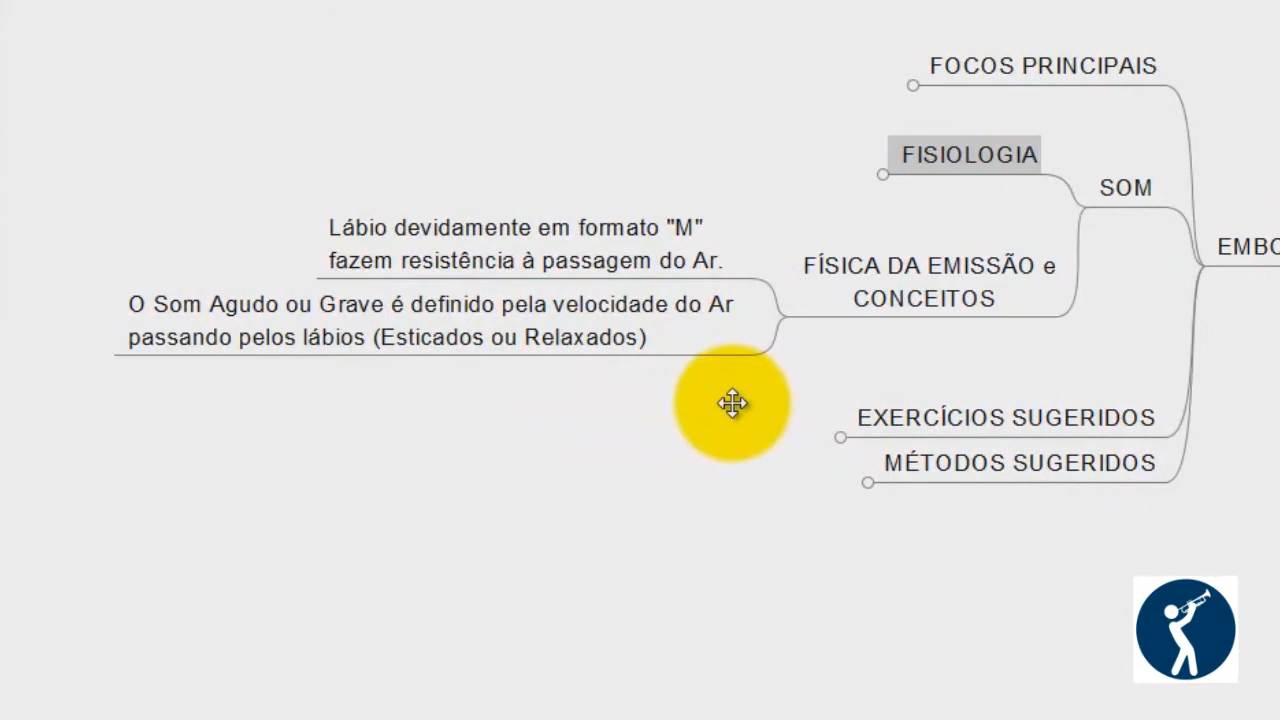 FOCOS PRINCIPAIS
FISIOLOGIA
SOM
Lábio devidamente em formato "M"
fazem resistência à passagem do Ar.
FÍSICA DA EMISSÃO e
CONCEITOS
O Som Agudo ou Grave é definido pela velocidade do Ar
passando pelos lábios (Esticados ou Relaxados)
EXERCÍCIOS SUGERIDOS
MÉTODOS SUGERIDOS